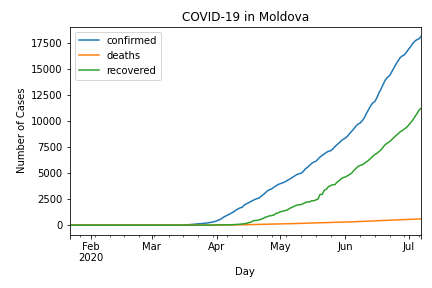 COVID-19 in Moldova
confirmed
deaths
recovered
Number of Cases
17500
15000
12500
10000
7500
5000
2500
0
Feb Mar Apr May Jun Jul
2020
Day